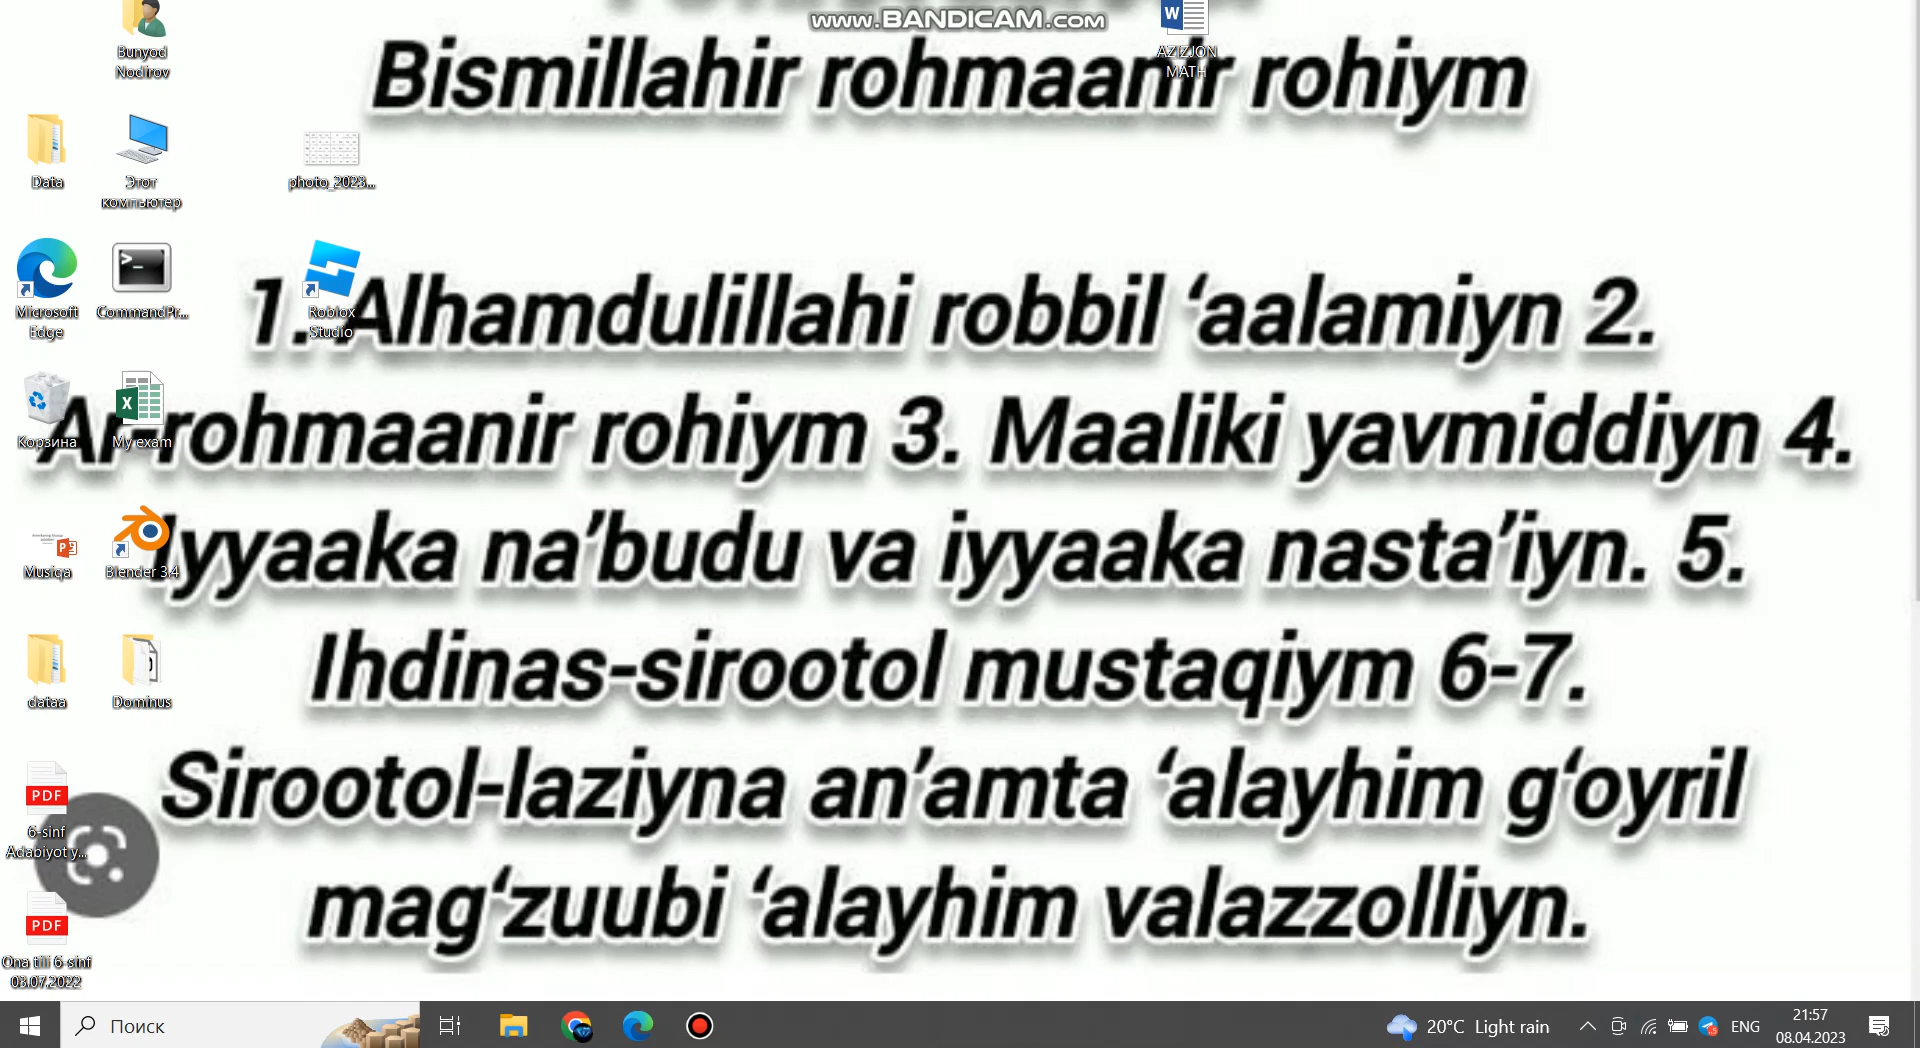 www.BANDICAM.com
Bismillahir rohmaanir rohiym
1. Alhamdulillahi robbil ‘aalamiyn 2.
Ar-rohmaanir rohiym 3. Maaliki yavmiddiyn 4.
Iyyaaka na’budu va iyyaaka nasta’iyn. 5.
Ihdinas-sirootol mustaqiym 6-7.
Sirootol-laziyna an’amta ‘alayhim g‘oyril
mag‘zuubi ‘alayhim valazzolliyn.
Bunyod
Nodirov
Data
Этот
компьютер
photo_2023...
AZIZJON
MATH
Microsoft
Edge
CommandPr...
Roblox
Studio
Корзина
My exam
Musiqa
Blender 3.4
dataa
Dominus
PDF
6-sinf
Adabiyot y...
PDF
Ona tili 6-sinf
03.07.2022
Поиск
20°C Light rain
ENG
21:57
08.04.2023